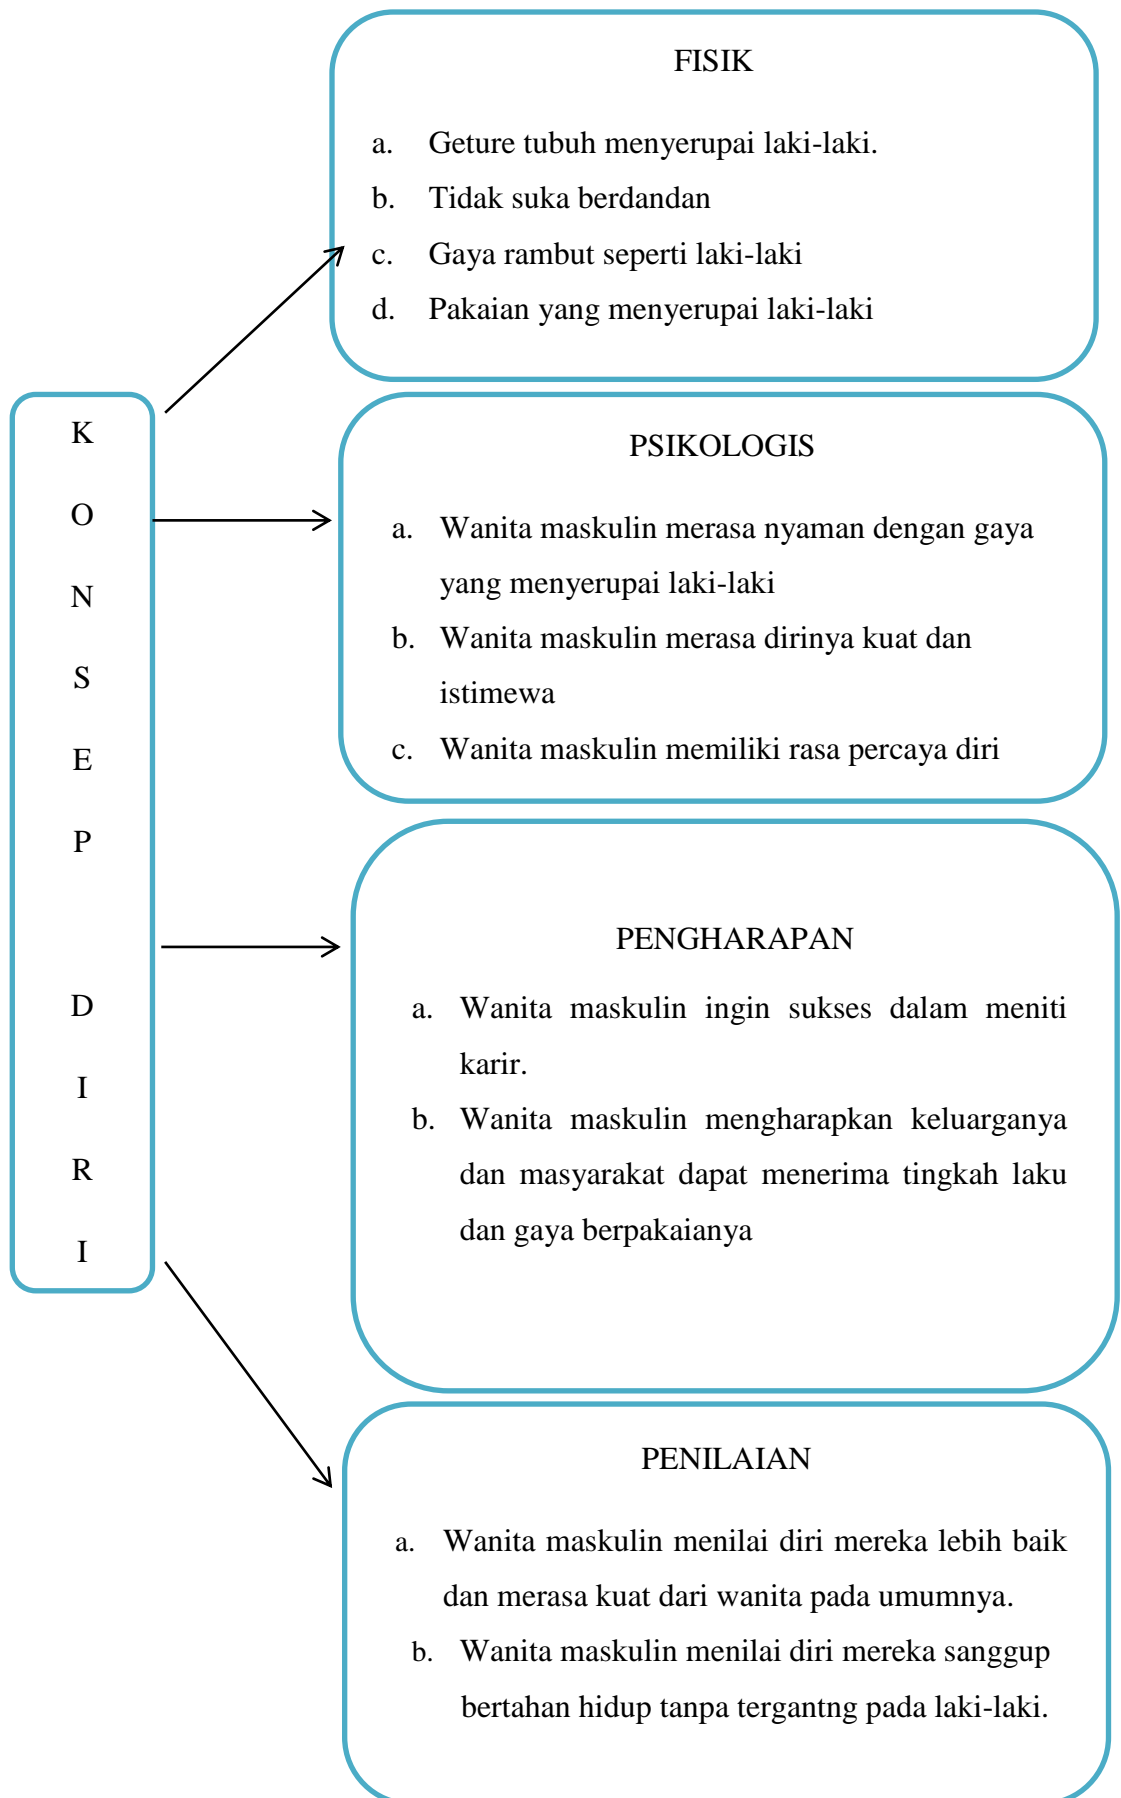 FISIK
a. Geture tubuh menyerupai laki-laki.
b. Tidak suka berdandan
c. Gaya rambut seperti laki-laki
d. Pakaian yang menyerupai laki-laki
K
O
N
S
E
P
D
I
R
I
PSIKOLOGIS
a. Wanita maskulin merasa nyaman dengan gaya
yang menyerupai laki-laki
b. Wanita maskulin merasa dirinya kuat dan
istimewa
c. Wanita maskulin memiliki rasa percaya diri
PENGHARAPAN
a. Wanita maskulin ingin sukses dalam meniti
karir.
b. Wanita maskulin mengharapkan keluarganya
dan masyarakat dapat menerima tingkah laku
dan gaya berpakaianya
PENILAIAN
a. Wanita maskulin menilai diri mereka lebih baik
dan merasa kuat dari wanita pada umumnya.
b. Wanita maskulin menilai diri mereka sanggup
bertahan hidup tanpa tergantng pada laki-laki.